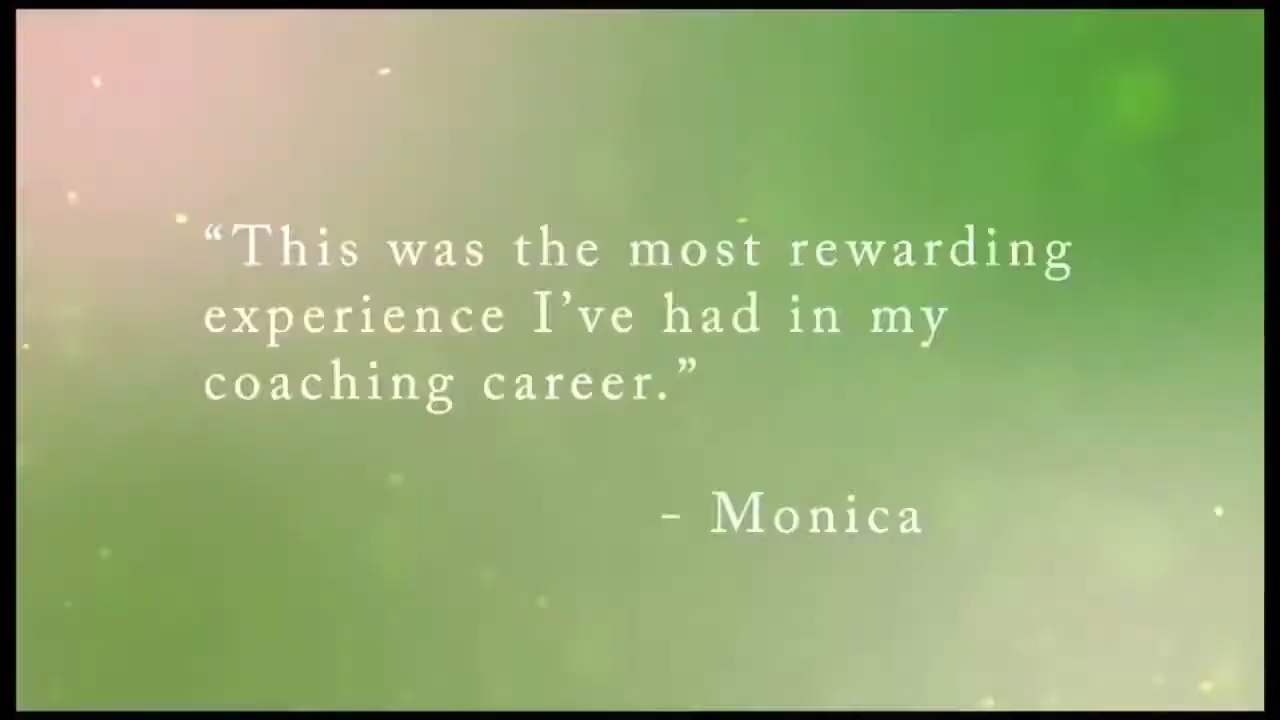 “This was the most rewarding
experience I’ve had in my
coaching career.”
- Monica